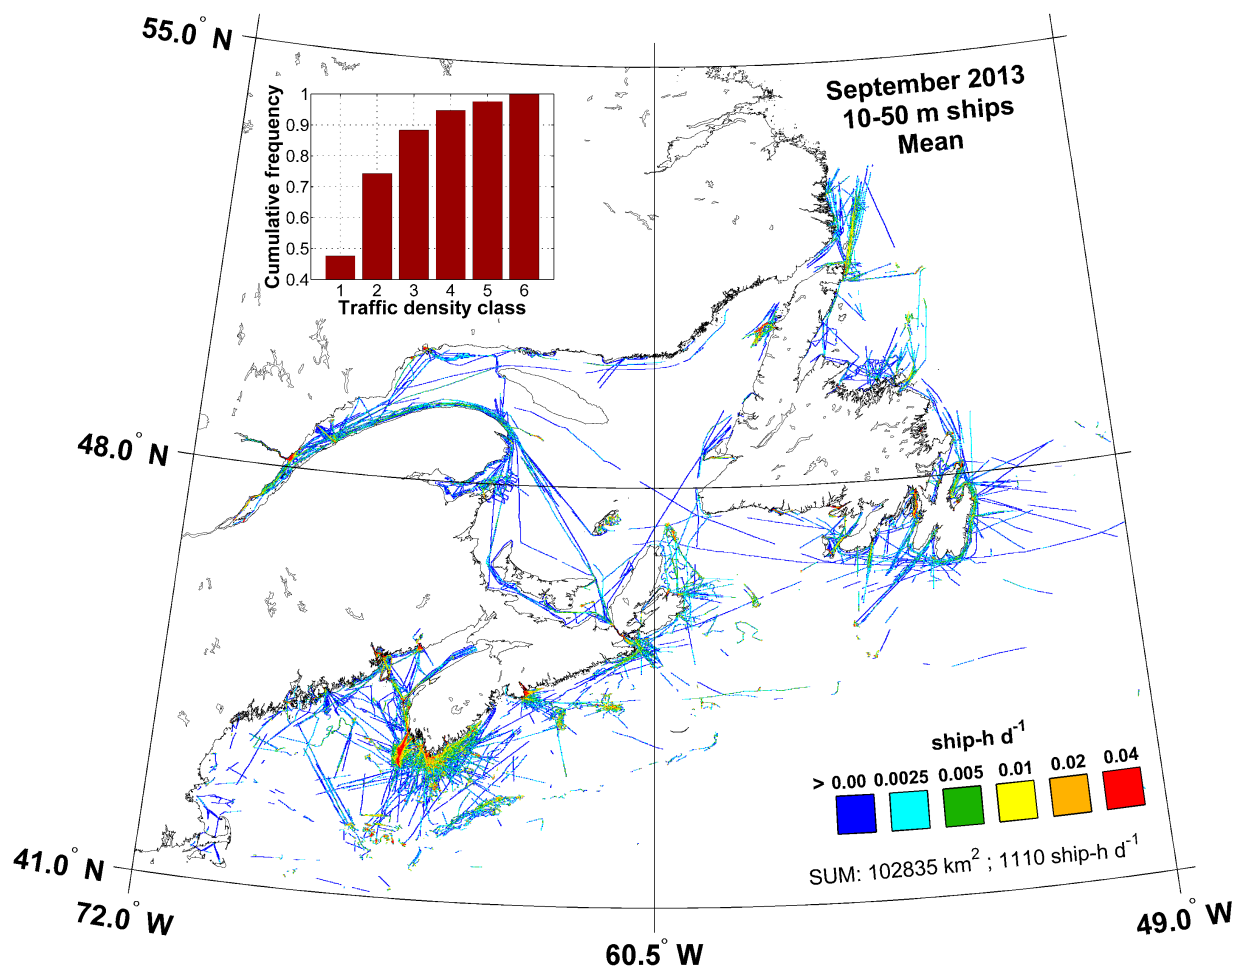 55.0° N
September 2013
10-50 m ships
Mean
Cumulative frequency
1
0.9
0.8
0.7
0.6
0.5
0.4
1 2 3 4 5 6
Traffic density class
48.0° N
ship-h d⁻¹
> 0.00 0.0025 0.005 0.01 0.02 0.04
SUM: 102835 km² ; 1110 ship-h d⁻¹
41.0° N
72.0° W
60.5° W
49.0° W